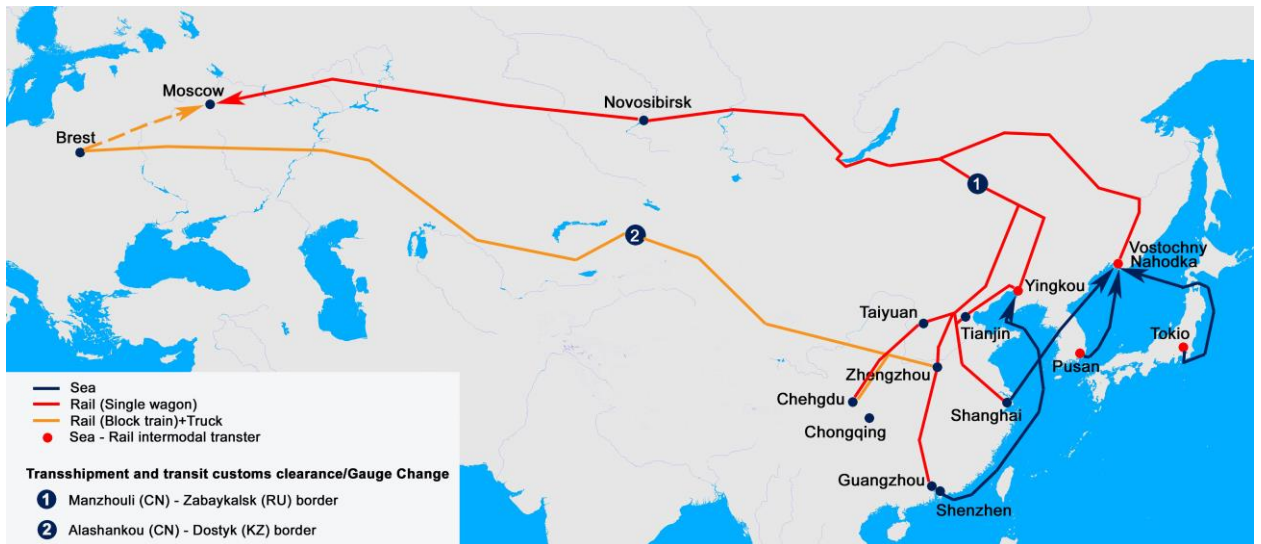 Moscow
Novosibirsk
Brest
1
2
Vostochny
Nahodka
Yingkou
Taiyuan
Tianjin
Tokio
Pusan
Zhengzhou
Chehgdu
Shanghai
Chongqing
Guangzhou
Shenzhen
Sea
Rail (Single wagon)
Rail (Block train)+Truck
Sea - Rail intermodal transter
Transshipment and transit customs clearance/Gauge Change
1 Manzhouli (CN) - Zabaykalsk (RU) border
2 Alashankou (CN) - Dostyk (KZ) border